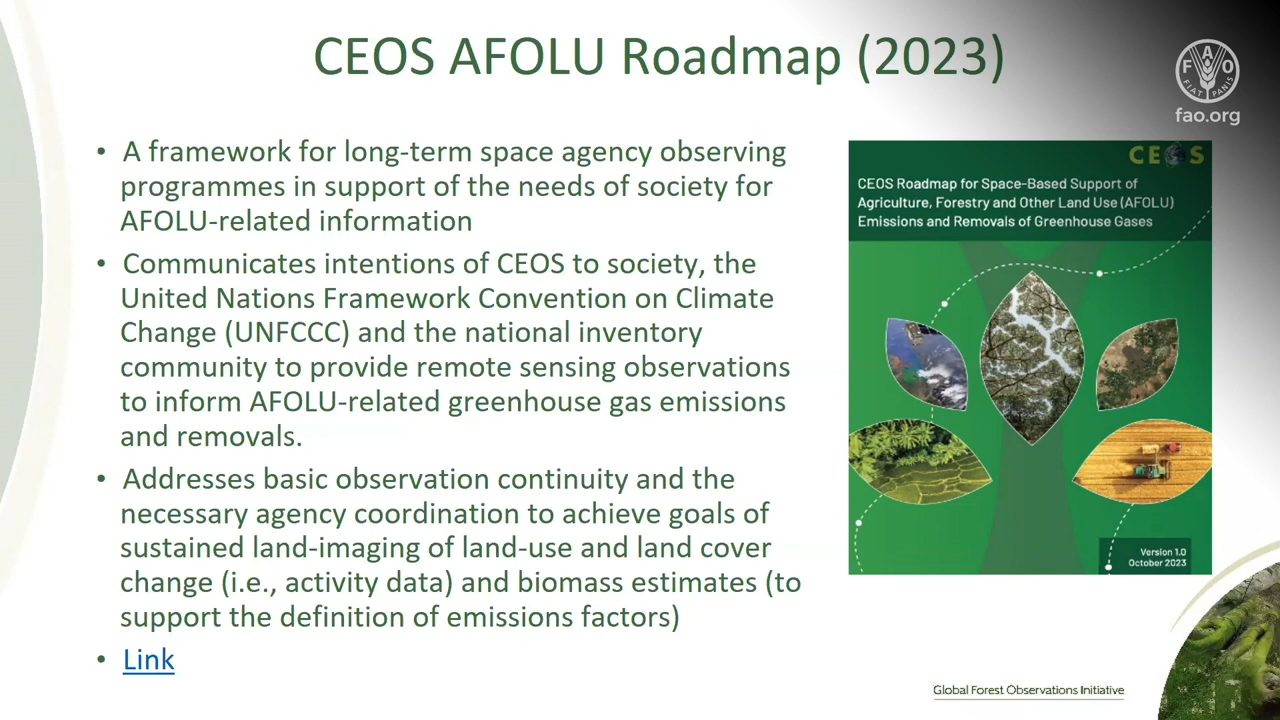 CEOS AFOLU Roadmap (2023)
FAO
FIAT PANIS
fao.org
• A framework for long-term space agency observing
programmes in support of the needs of society for
AFOLU-related information
• Communicates intentions of CEOS to society, the
United Nations Framework Convention on Climate
Change (UNFCCC) and the national inventory
community to provide remote sensing observations
to inform AFOLU-related greenhouse gas emissions
and removals.
• Addresses basic observation continuity and the
necessary agency coordination to achieve goals of
sustained land-imaging of land-use and land cover
change (i.e., activity data) and biomass estimates (to
support the definition of emissions factors)
• Link
CEOS
CEOS Roadmap for Space-Based Support of
Agriculture, Forestry and Other Land Use (AFOLU)
Emissions and Removals of Greenhouse Gases
Version 1.0
October 2023
Global Forest Observations Initiative